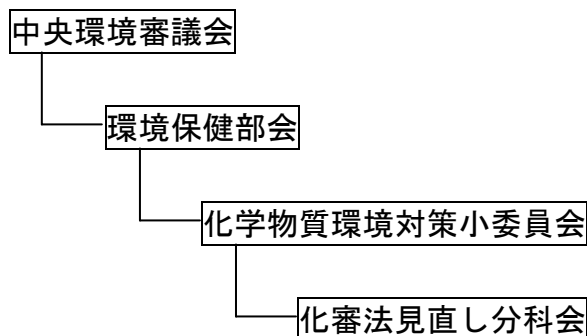 中央環境審議会
環境保健部会
化学物質環境対策小委員会
化審法見直し分科会